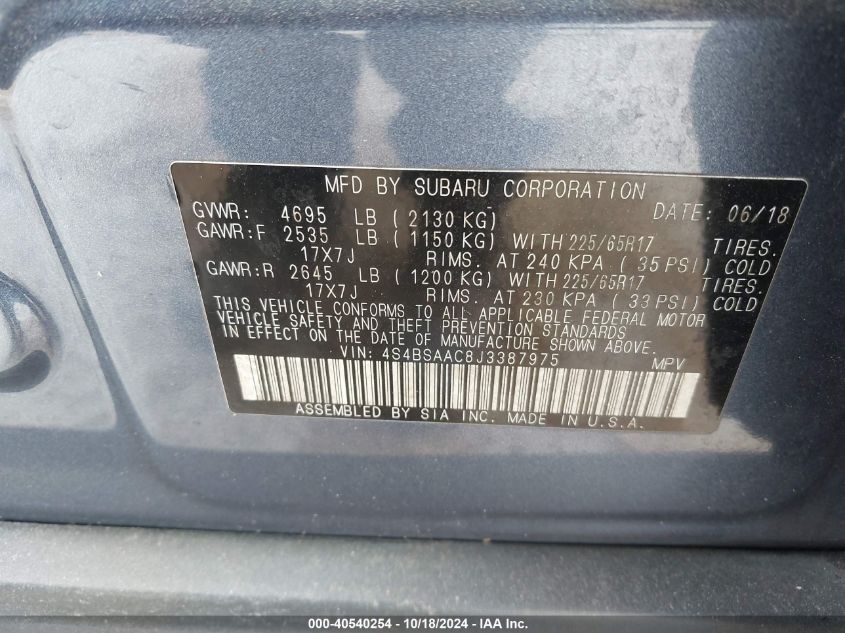 MFD BY SUBARU CORPORATION
GVWR: 4695 LB ( 2130 KG) DATE: 06/18
GAWR:F 2535 LB ( 1150 KG) WITH 225/65R17 TIRES.
17X7J RIMS. AT 240 KPA ( 35 PSI) COLD
GAWR:R 2645 LB ( 1200 KG) WITH 225/65R17 TIRES.
17X7J RIMS. AT 230 KPA ( 33 PSI) COLD
THIS VEHICLE CONFORMS TO ALL APPLICABLE FEDERAL MOTOR
VEHICLE SAFETY AND THEFT PREVENTION STANDARDS
IN EFFECT ON THE DATE OF MANUFACTURE SHOWN ABOVE.
VIN: 4S4BSAAC8J3387975 MPV
ASSEMBLED BY SIA INC. MADE IN U.S.A.
000-40540254 - 10/18/2024 - IAA Inc.